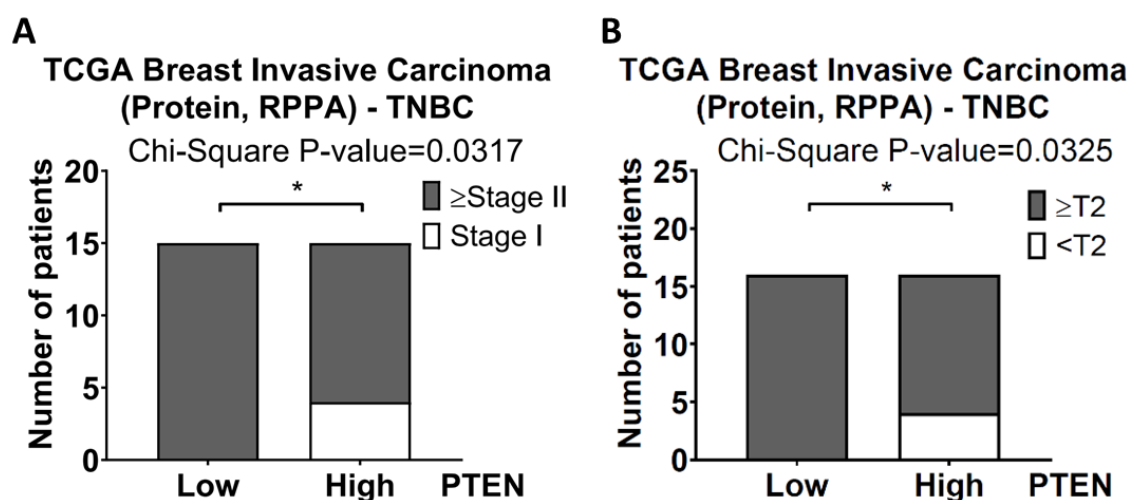 A
TCGA Breast Invasive Carcinoma
(Protein, RPPA) - TNBC
Chi-Square P-value=0.0317
Number of patients
20
15
10
5
0
*
≥Stage II
Stage I
Low High PTEN
B
TCGA Breast Invasive Carcinoma
(Protein, RPPA) - TNBC
Chi-Square P-value=0.0325
Number of patients
25
20
15
10
5
0
*
≥T2
<T2
Low High PTEN